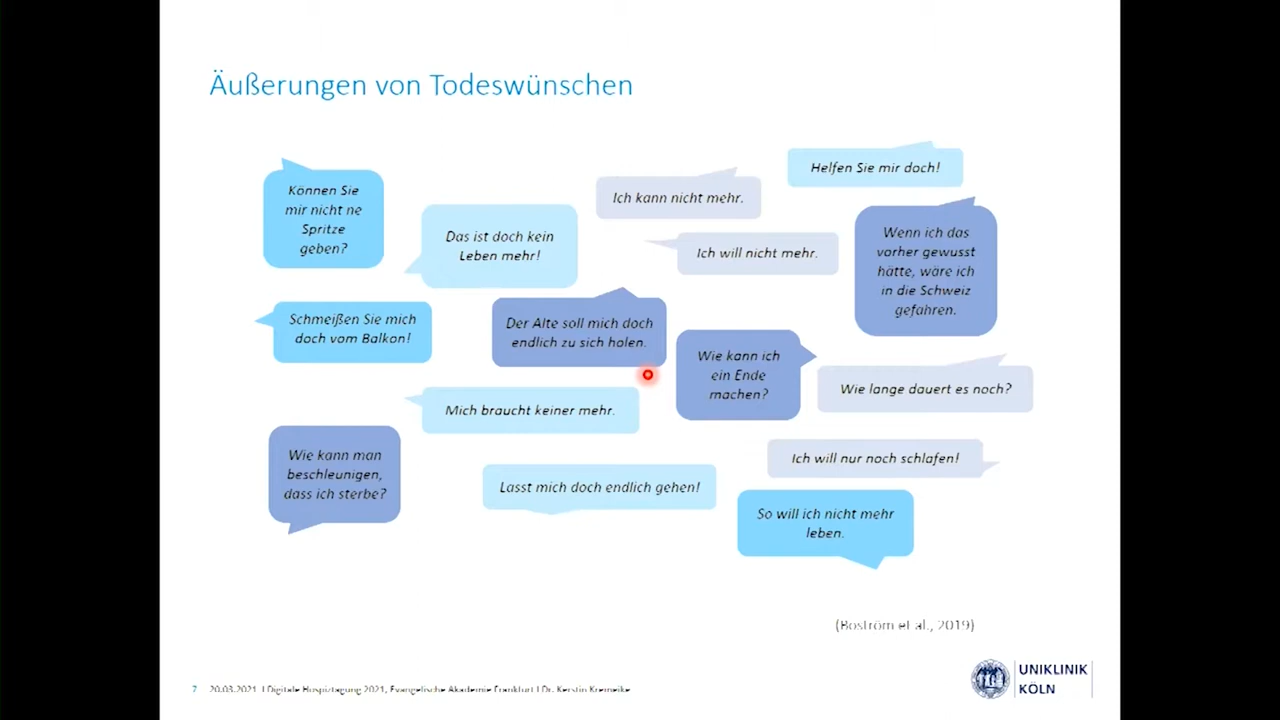 Äußerungen von Todeswünschen
Können Sie
mir nicht ne
Spritze
geben?
Das ist doch kein
Leben mehr!
Ich kann nicht mehr.
Helfen Sie mir doch!
Ich will nicht mehr.
Wenn ich das
vorher gewusst
hätte, wäre ich
in die Schweiz
gefahren.
Schmeißen Sie mich
doch vom Balkon!
Der Alte soll mich doch
endlich zu sich holen.
Wie kann ich
ein Ende
machen?
Wie lange dauert es noch?
Mich braucht keiner mehr.
Wie kann man
beschleunigen,
dass ich sterbe?
Lasst mich doch endlich gehen!
Ich will nur noch schlafen!
So will ich nicht mehr
leben.
(Boström et al., 2019)
7 20.03.2021 | Digitale Hospiztagung 2021, Evangelische Akademie Frankfurt | Dr. Kerstin Kremeike
UNIKLINIK
KÖLN